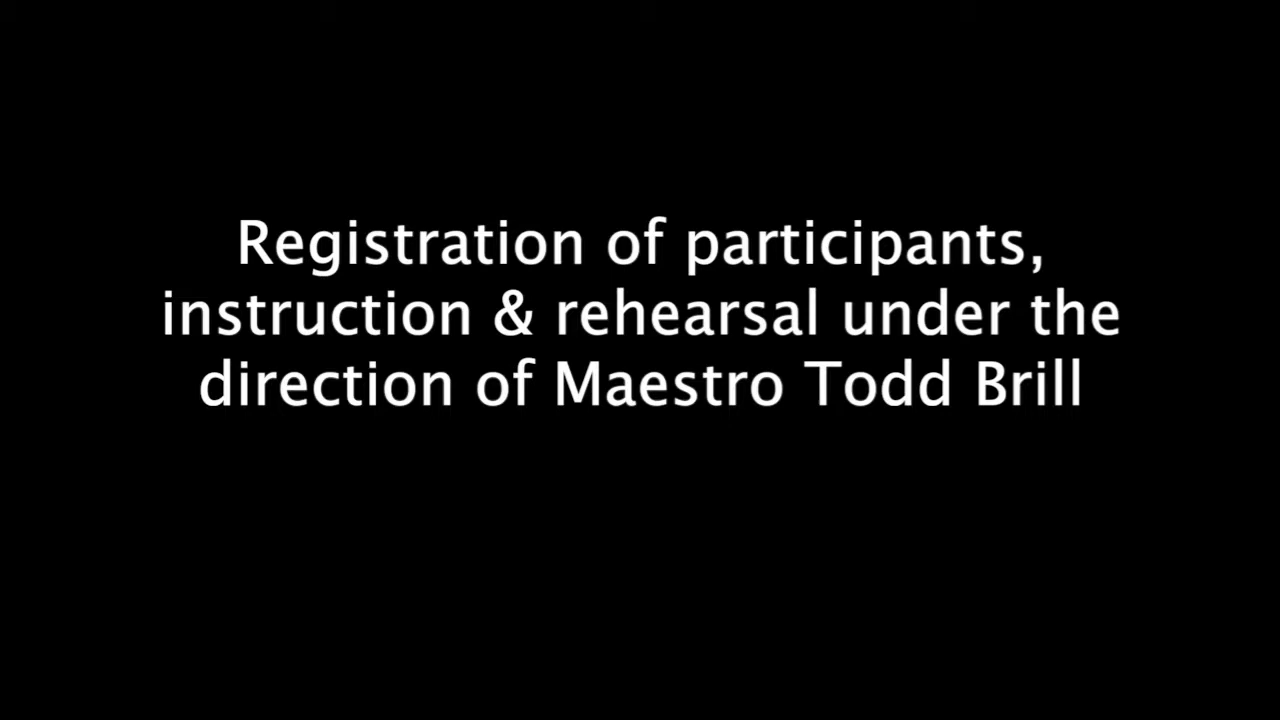 Registration of participants,
instruction & rehearsal under the
direction of Maestro Todd Brill